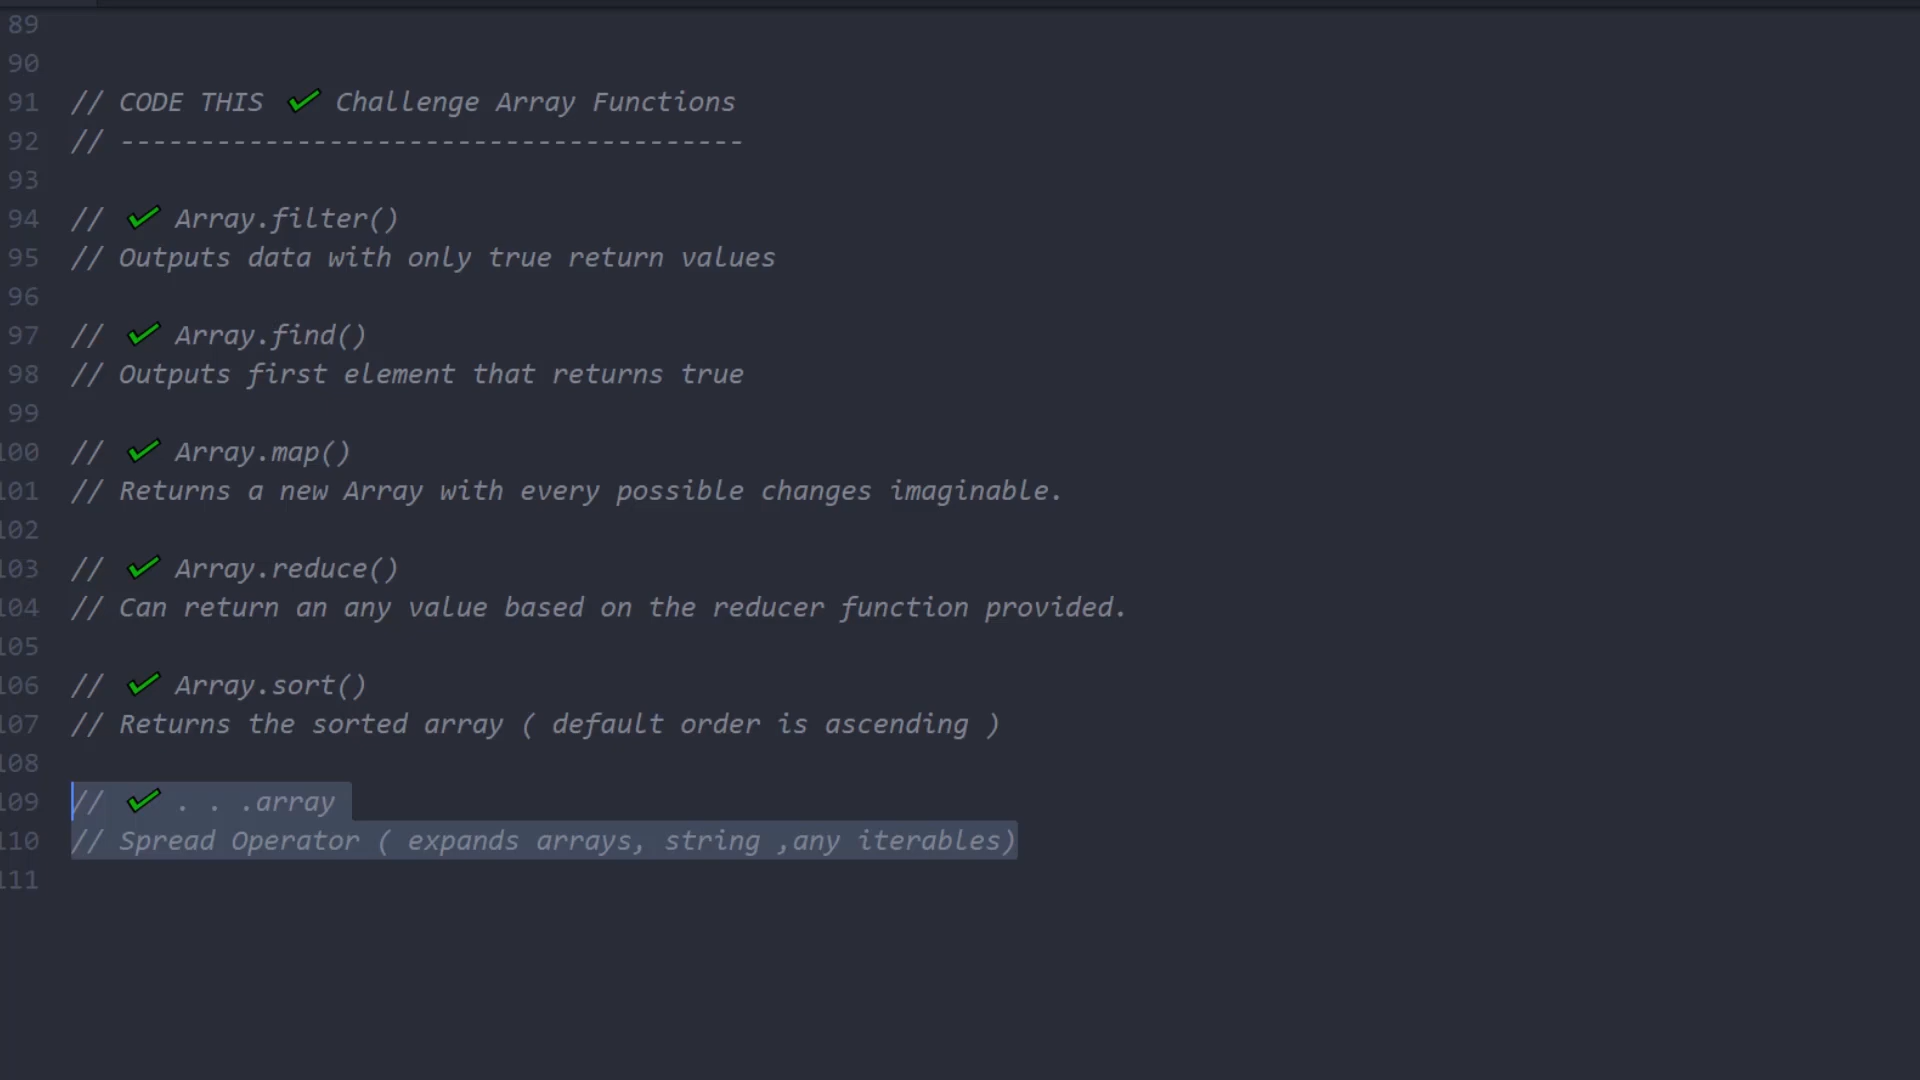 89
90
91 // CODE THIS ✔ Challenge Array Functions
92 // ---------------------------------------
93
94 // ✔ Array.filter()
95 // Outputs data with only true return values
96
97 // ✔ Array.find()
98 // Outputs first element that returns true
99
100 // ✔ Array.map()
101 // Returns a new Array with every possible changes imaginable.
102
103 // ✔ Array.reduce()
104 // Can return an any value based on the reducer function provided.
105
106 // ✔ Array.sort()
107 // Returns the sorted array ( default order is ascending )
108
109 // ✔ . . .array
110 // Spread Operator ( expands arrays, string ,any iterables)
111